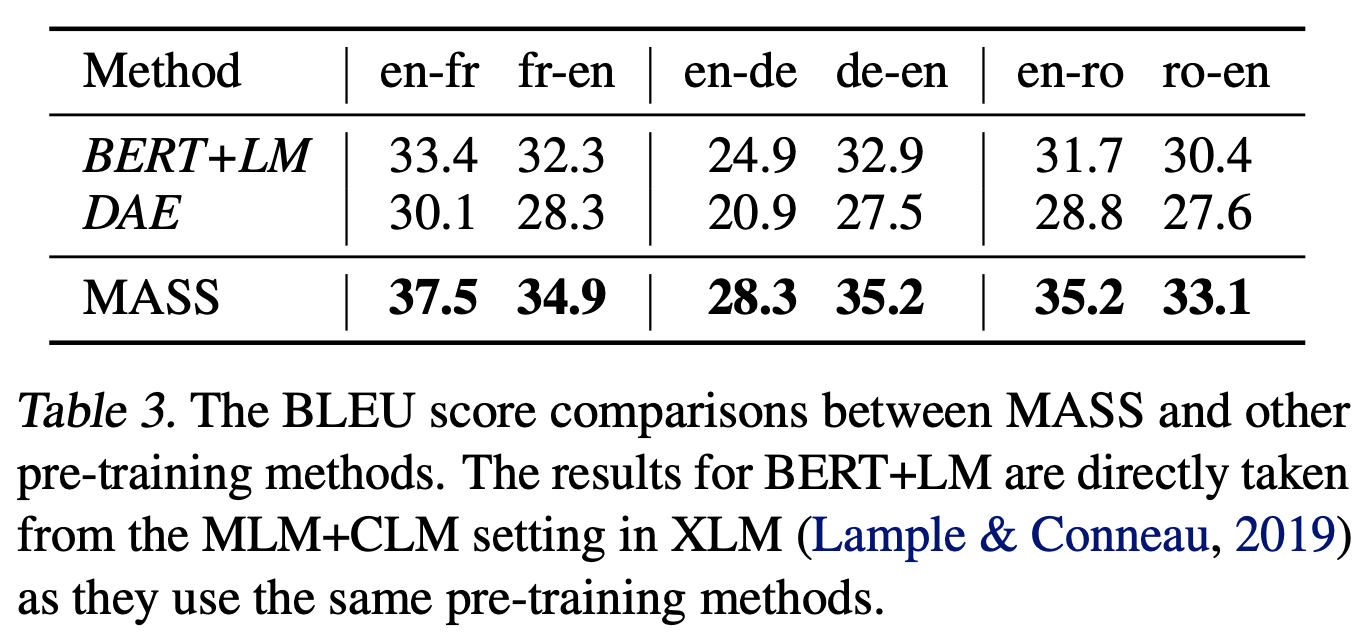 Method en-fr fr-en en-de de-en en-ro ro-en
BERT+LM 33.4 32.3 24.9 32.9 31.7 30.4
DAE 30.1 28.3 20.9 27.5 28.8 27.6
MASS 37.5 34.9 28.3 35.2 35.2 33.1
Table 3. The BLEU score comparisons between MASS and other
pre-training methods. The results for BERT+LM are directly taken
from the MLM+CLM setting in XLM (Lample & Conneau, 2019)
as they use the same pre-training methods.